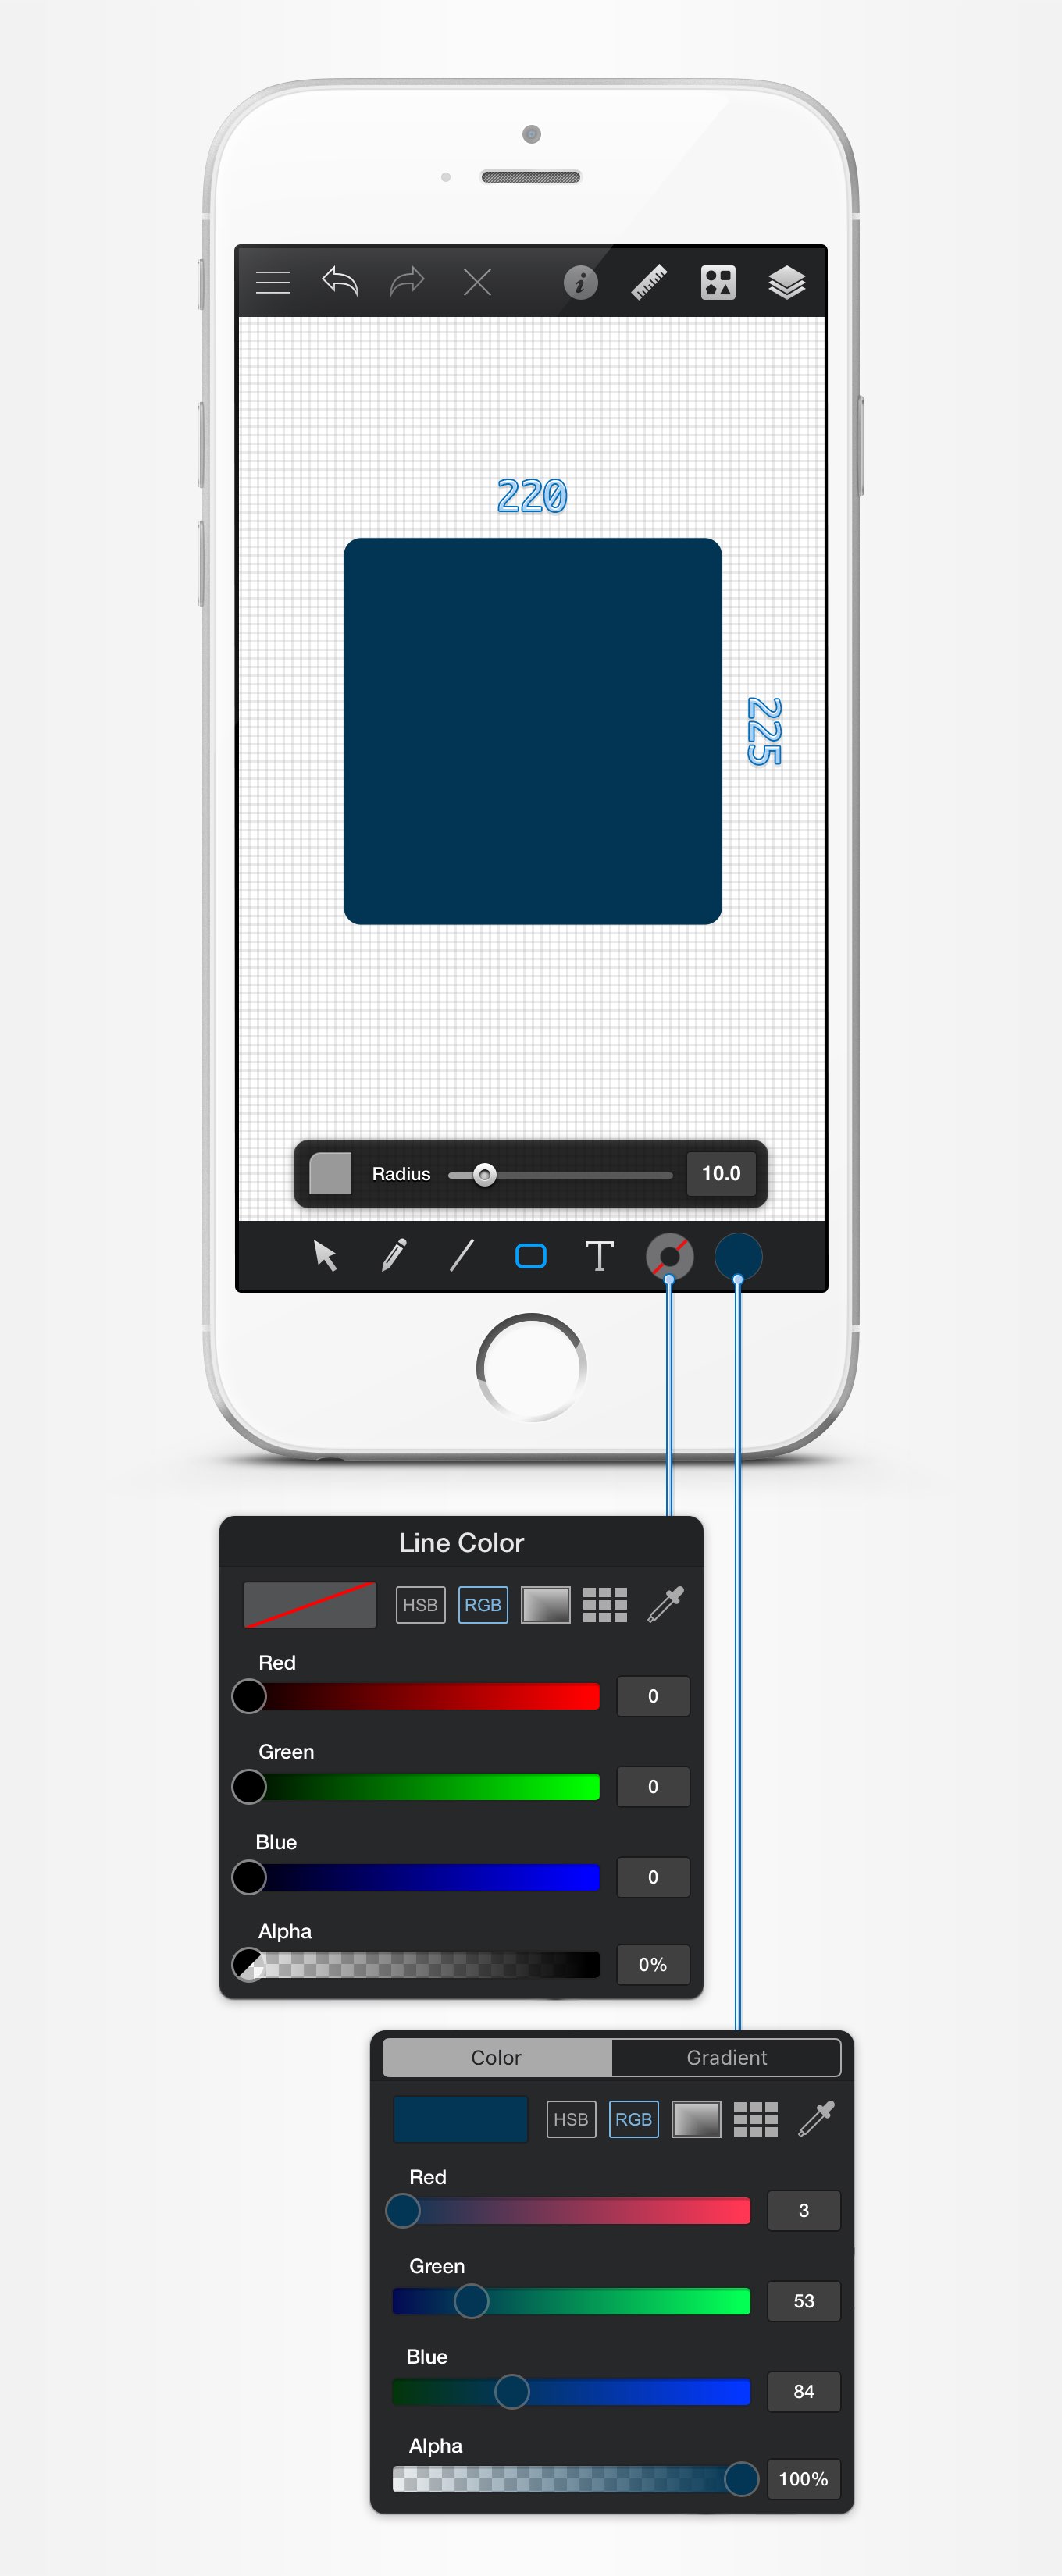 220
225
Radius 10.0
T
Line Color
HSB RGB
Red
0
Green
0
Blue
0
Alpha
0%
Color Gradient
HSB RGB
Red
3
Green
53
Blue
84
Alpha
100%